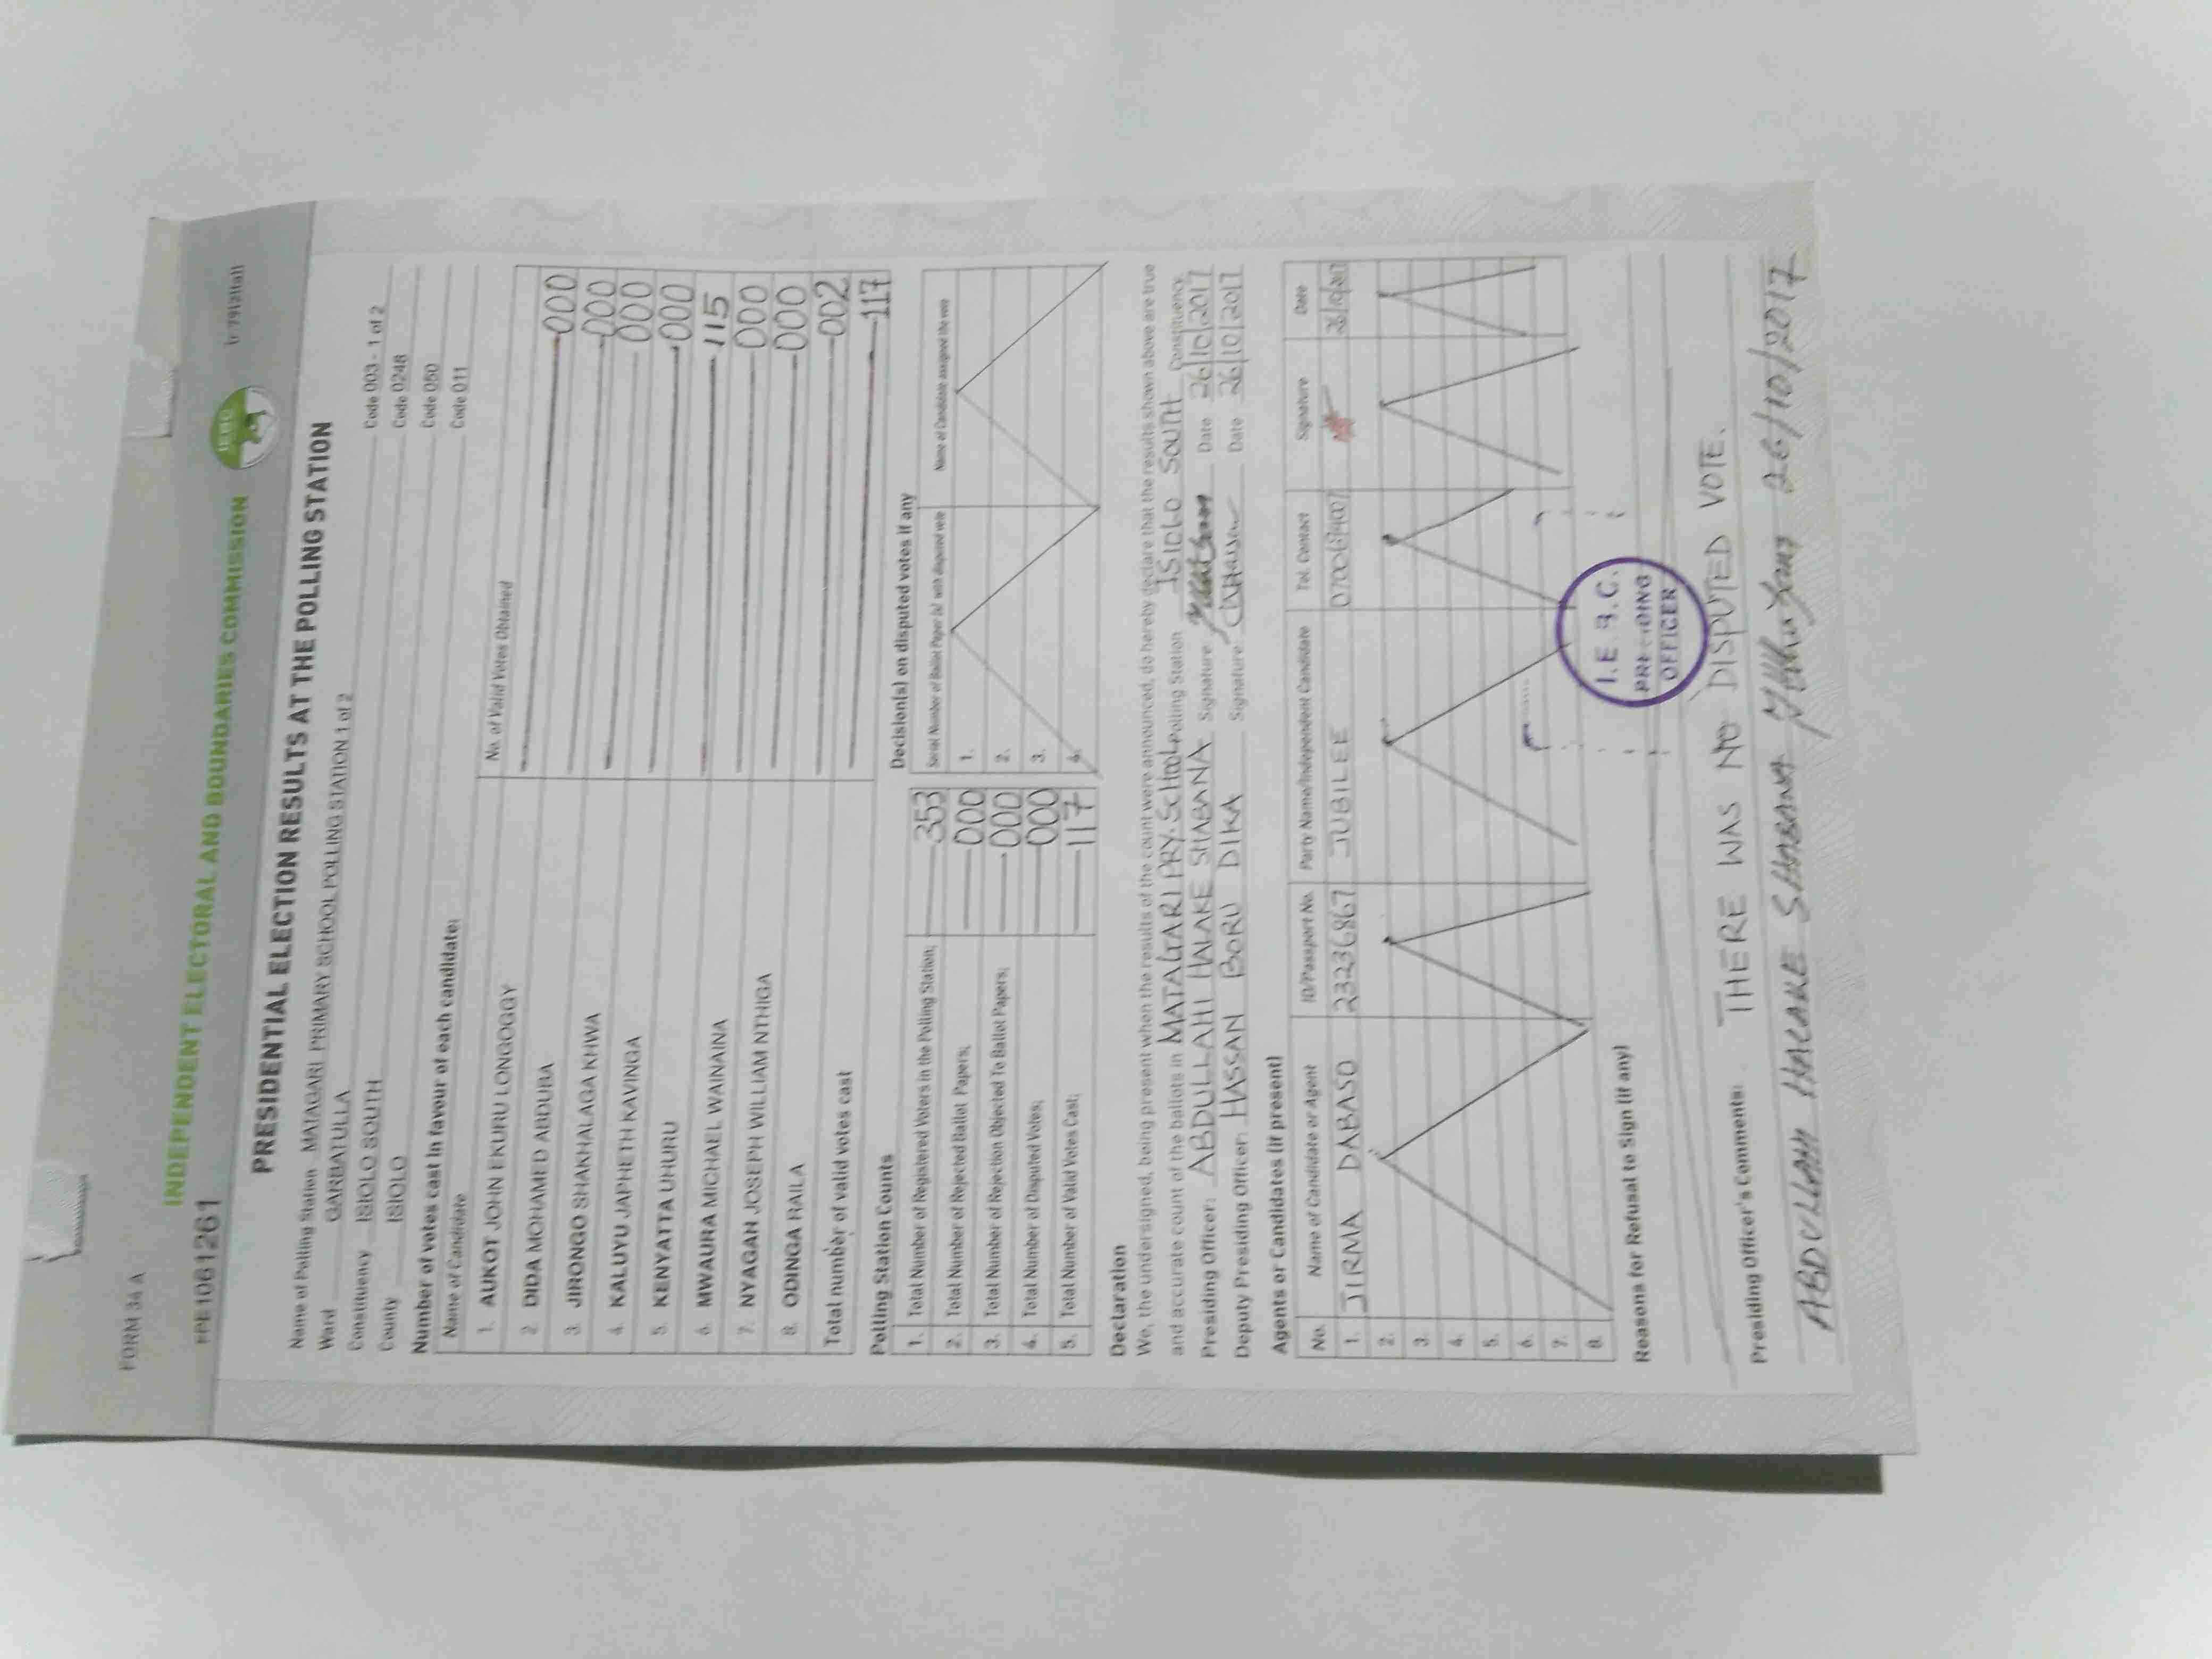 FORM 34 A
INDEPENDENT ELECTORAL AND BOUNDARIES COMMISSION
IEBC
PRESIDENTIAL ELECTION RESULTS AT THE POLLING STATION
Name of Polling Station MATAGARI PRIMARY SCHOOL POLLING STATION 1 of 2 Code 003 - 1 of 2
Ward GARBATULLA Code 0248
Constituency ISIOLO SOUTH Code 050
County ISIOLO Code 011
Number of votes cast in favour of each candidate:
Name of Candidate No. of Valid Votes Obtained
1. AUKOT JOHN EKURU LONGOGGY 000
2. DIDA MOHAMED ABDUBA 000
3. JIRONGO SHAKHALAGA KHWA 000
4. KALUYU JAPHETH KAVINGA 000
5. KENYATTA UHURU 115
6. MWAURA MICHAEL WAINAINA 000
7. NYAGAH JOSEPH WILLIAM NTHIGA 000
8. ODINGA RAILA 002
Total number of valid votes cast 117
Polling Station Counts
1. Total Number of Registered Voters in the Polling Station; 353
2. Total Number of Rejected Ballot Papers; 000
3. Total Number of Rejection Objected To Ballot Papers; 000
4. Total Number of Disputed Votes; 000
5. Total Number of Valid Votes Cast; 117
Decision(s) on disputed votes if any
Serial Number of Ballot Paper (s) with disputed vote Name of Candidate assigned the vote
1.
2.
3.
4.
Declaration
We, the undersigned, being present when the results of the count were announced, do hereby declare that the results shown above are true
and accurate count of the ballots in MATAGARI PRY. SCHOOL Polling Station ISIOLO SOUTH Constituency.
Presiding Officer: ABDULLAHI HALAKE SHABANA Signature: Date 26/10/2017
Deputy Presiding Officer: HASSAN BORU DIKA Signature: Date 26/10/2017
Agents or Candidates (if present)
No. Name of Candidate or Agent ID/Passport No. Party Name/Independent Candidate Tel. Contact Signature Date
1. JIRMA DABASO 23236867 JUBILEE
2.
3.
4.
5.
6.
7.
8.
Reasons for Refusal to Sign (if any)
I.E.B.C.
PRESIDING
OFFICER
Presiding Officer's Comments: THERE WAS NO DISPUTED VOTE.
ABDULLAHI HALAKE SHABANA 26/10/2017